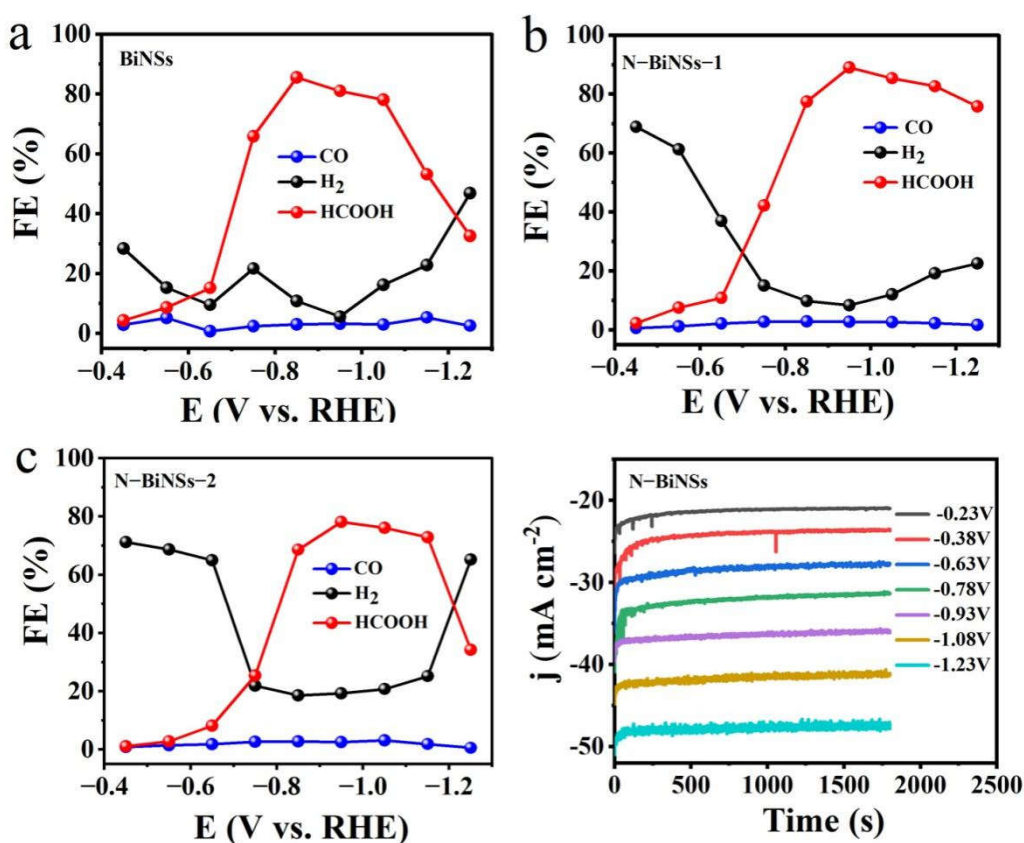 a
BiNSs
100
80
60
40
20
0
FE (%)
CO
H₂
HCOOH
−0.4
−0.6
−0.8
−1.0
−1.2
E (V vs. RHE)
b
N−BiNSs−1
100
80
60
40
20
0
FE (%)
CO
H₂
HCOOH
−0.4
−0.6
−0.8
−1.0
−1.2
E (V vs. RHE)
c
N−BiNSs−2
100
80
60
40
20
0
FE (%)
CO
H₂
HCOOH
−0.4
−0.6
−0.8
−1.0
−1.2
E (V vs. RHE)
N−BiNSs
-20
-30
-40
-50
j (mA cm⁻²)
-0.23V
-0.38V
-0.63V
-0.78V
-0.93V
-1.08V
-1.23V
0
500
1000
1500
2000
2500
Time (s)